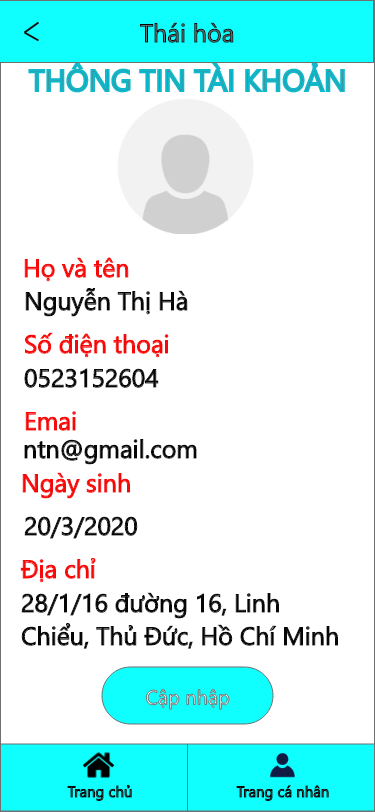 Thái hòa
THÔNG TIN TÀI KHOẢN
Họ và tên
Nguyễn Thị Hà
Số điện thoại
0523152604
Emai
ntn@gmail.com
Ngày sinh
20/3/2020
Địa chỉ
28/1/16 đường 16, Linh
Chiểu, Thủ Đức, Hồ Chí Minh
Cập nhập
Trang chủ
Trang cá nhân